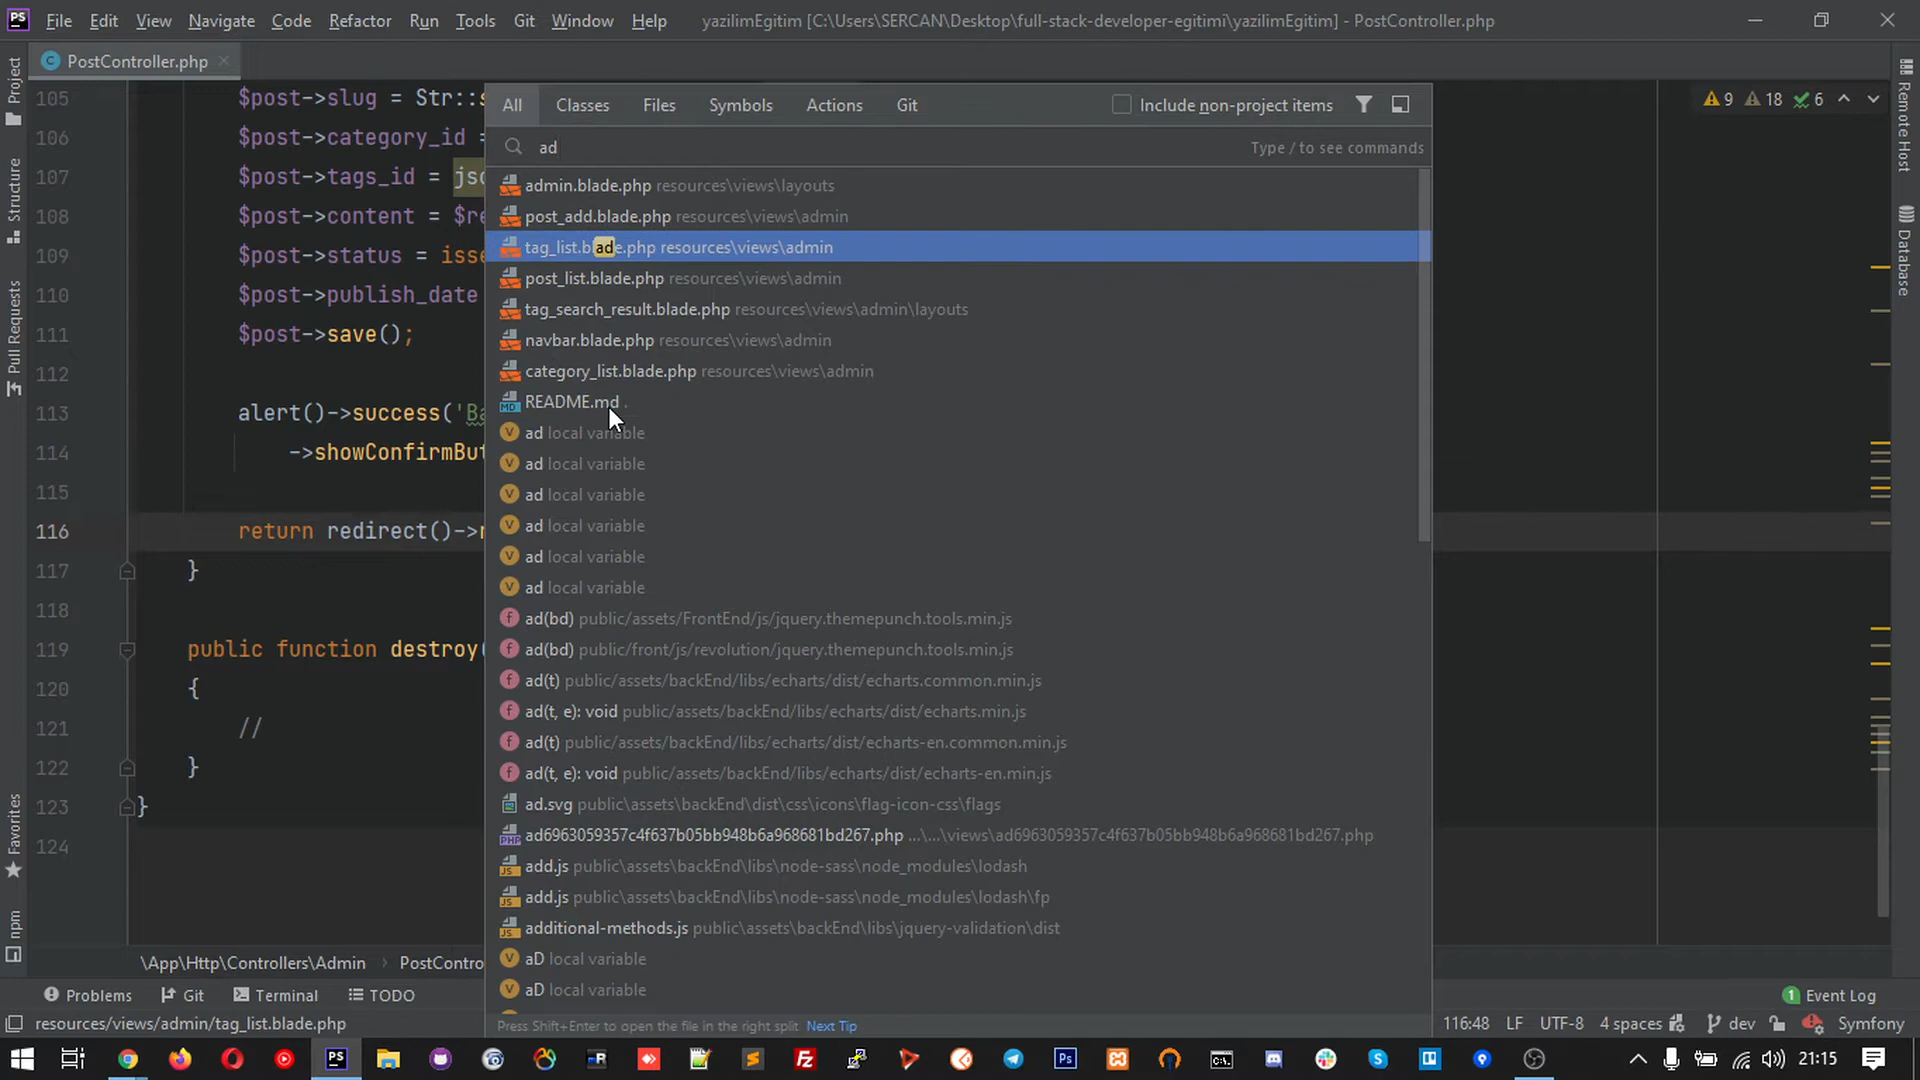 File Edit View Navigate Code Refactor Run Tools Git Window Help yazilimEgitim [C:\Users\SERCAN\Desktop\full-stack-developer-egitimi\yazilimEgitim] - PostController.php
PostController.php
Project
Structure
Pull Requests
Favorites
npm
Remote Host
Database
9 18 6
105 $post->slug = Str::
106 $post->category_id =
107 $post->tags_id =
108 $post->content =
109 $post->status =
110 $post->publish_date
111 $post->save();
112
113 alert()->success(
114 ->showConfirmBut
115
116 return redirect()->
117 }
118
119 public function destroy(
120 {
121 //
122 }
123 }
124
All Classes Files Symbols Actions Git Include non-project items
ad Type / to see commands
admin.blade.php resources\views\layouts
post_add.blade.php resources\views\admin
tag_list.blade.php resources\views\admin
post_list.blade.php resources\views\admin
tag_search_result.blade.php resources\views\admin\layouts
navbar.blade.php resources\views\admin
category_list.blade.php resources\views\admin
README.md .
ad local variable
ad local variable
ad local variable
ad local variable
ad local variable
ad local variable
ad(bd) public/assets/FrontEnd/js/jquery.themepunch.tools.min.js
ad(bd) public/front/js/revolution/jquery.themepunch.tools.min.js
ad(t) public/assets/backEnd/libs/echarts/dist/echarts.common.min.js
ad(t, e): void public/assets/backEnd/libs/echarts/dist/echarts.min.js
ad(t) public/assets/backEnd/libs/echarts/dist/echarts-en.common.min.js
ad(t, e): void public/assets/backEnd/libs/echarts/dist/echarts-en.min.js
ad.svg public\assets\backEnd\dist\css\icons\flag-icon-css\flags
ad6963059357c4f637b05bb948b6a968681bd267.php ...\...\views\ad6963059357c4f637b05bb948b6a968681bd267.php
add.js public\assets\backEnd\libs\node-sass\node_modules\lodash
add.js public\assets\backEnd\libs\node-sass\node_modules\lodash\fp
additional-methods.js public\assets\backEnd\libs\jquery-validation\dist
aD local variable
aD local variable
Press Shift+Enter to open the file in the right split Next Tip
\App\Http\Controllers\Admin PostContro
Problems Git Terminal TODO 1 Event Log
resources/views/admin/tag_list.blade.php 116:48 LF UTF-8 4 spaces dev Symfony
21:15